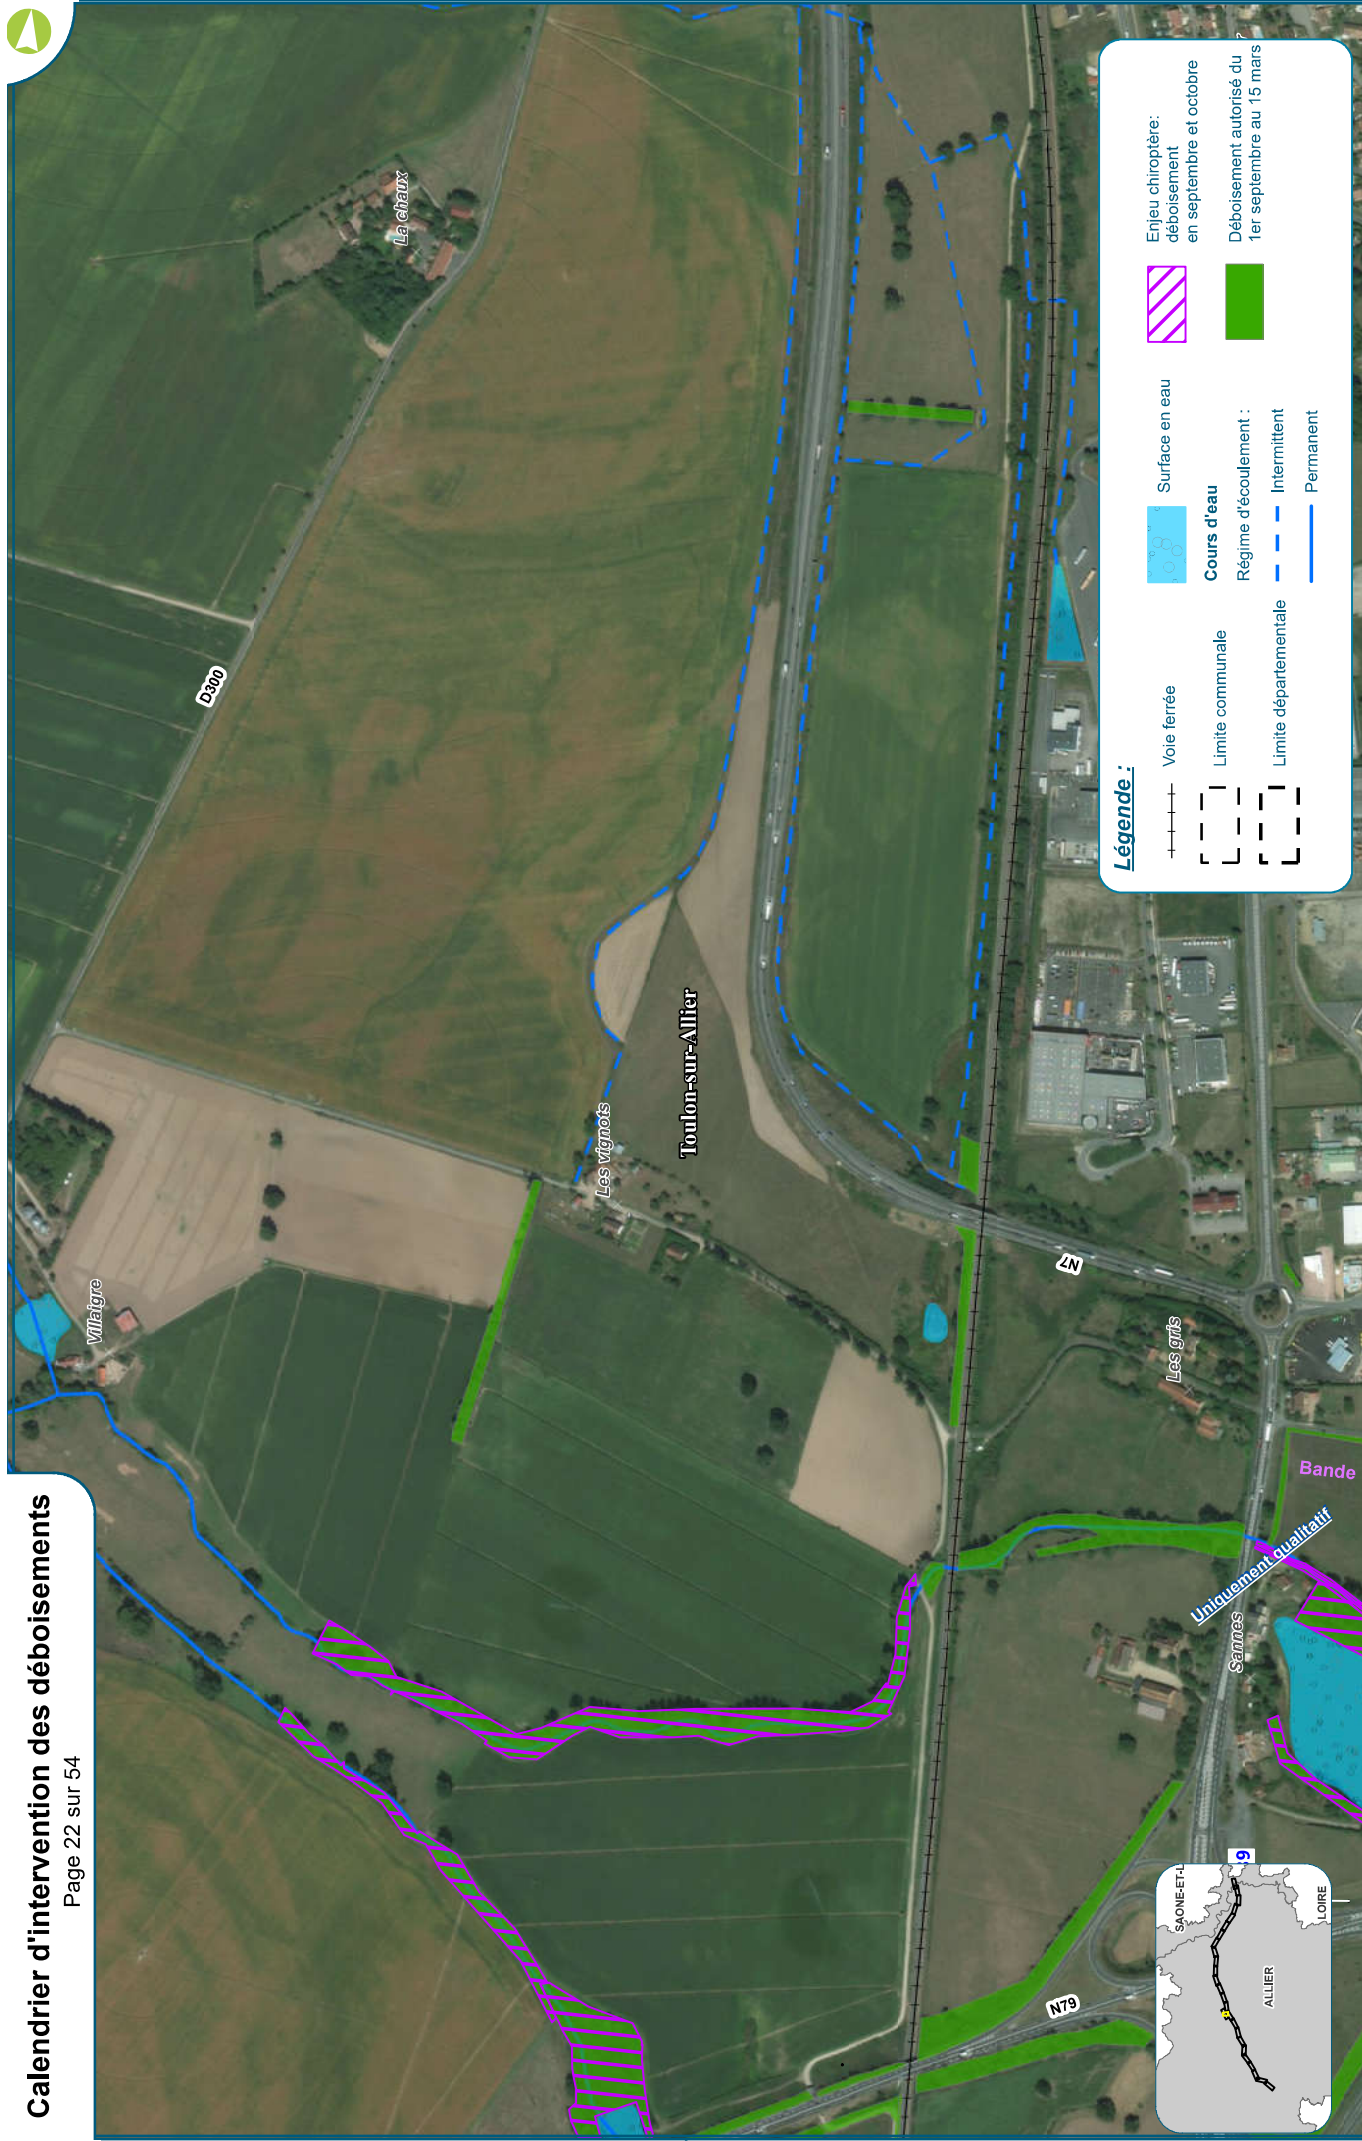 Calendrier d'intervention des déboisements
Page 22 sur 54
Villaigre
D300
La chaux
Les vignots
Toulon-sur-Allier
N7
Les gris
Bande
Uniquement qualitatif
Sannes
N79
SAONE-ET-L
ALLIER
LOIRE
Légende :
Voie ferrée
Limite communale
Limite départementale
Surface en eau
Cours d'eau
Régime d'écoulement :
Intermittent
Permanent
Enjeu chiroptère:
déboisement
en septembre et octobre
Déboisement autorisé du
1er septembre au 15 mars